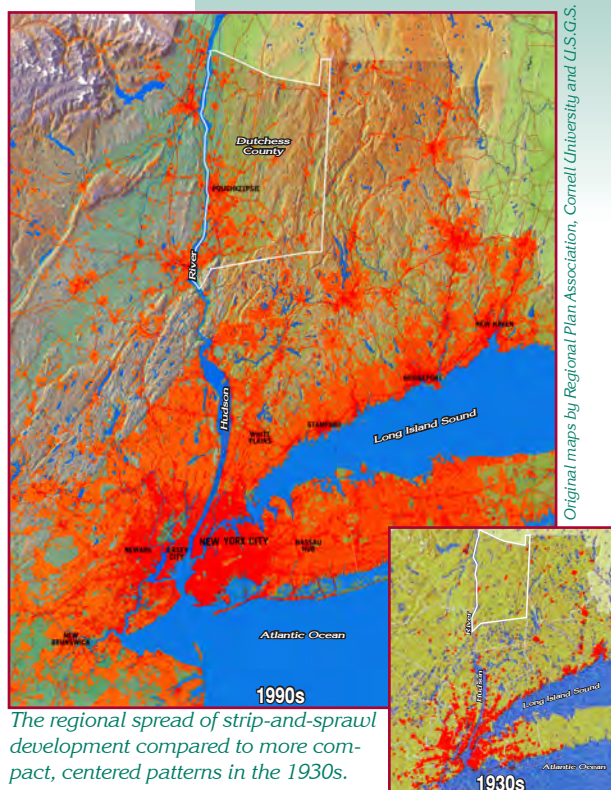 Original maps by Regional Plan Association, Cornell University and U.S.G.S.
Dutchess
County
POUGHKEEPSIE
River
Hudson
NEW HAVEN
BRIDGEPORT
STAMFORD
WHITE
PLAINS
Long Island Sound
NEWARK
JERSEY
CITY
NEW YORK CITY
NASSAU
HUB
NEW
BRUNSWICK
Atlantic Ocean
1990s
River
Hudson
Long Island Sound
Atlantic Ocean
1930s
The regional spread of strip-and-sprawl
development compared to more com-
pact, centered patterns in the 1930s.